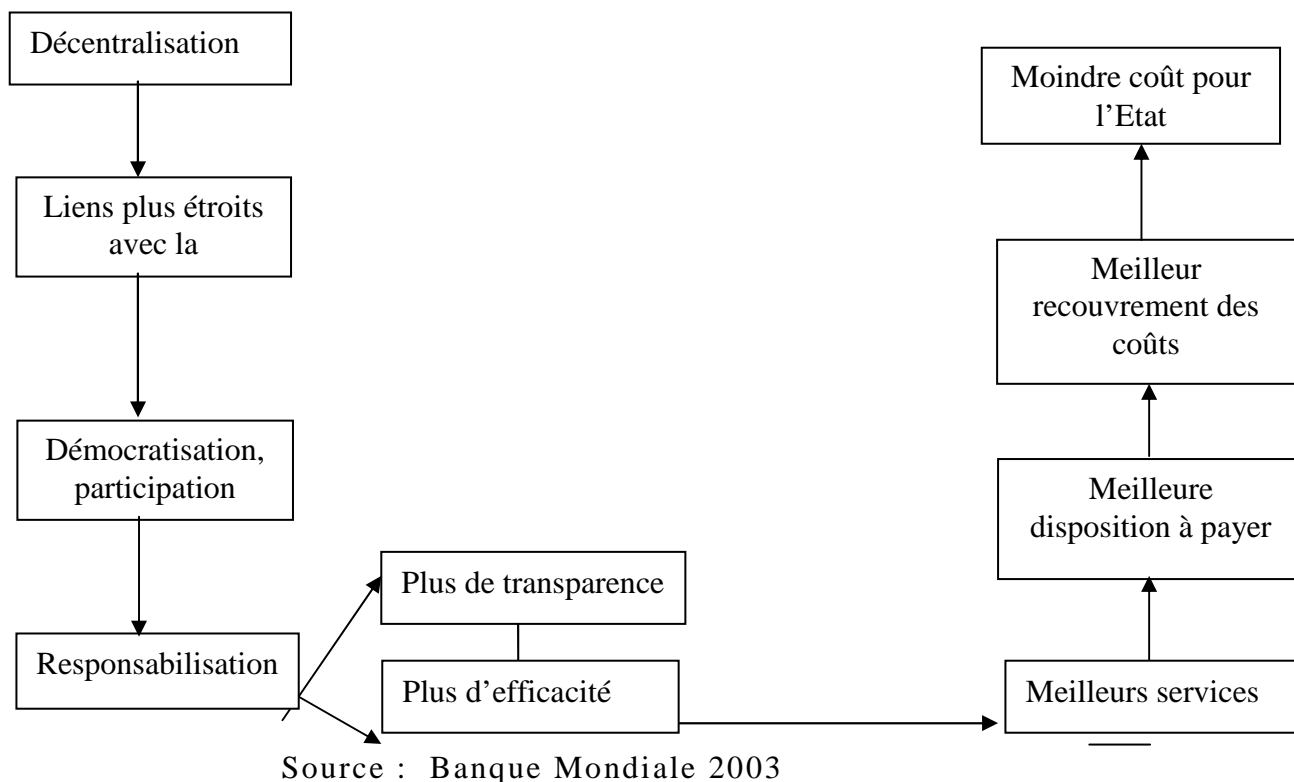 Décentralisation
Liens plus étroits
avec la
Démocratisation,
participation
Responsabilisation
Plus de transparence
Plus d’efficacité
Meilleurs services
Meilleure
disposition à payer
Meilleur
recouvrement des
coûts
Moindre coût pour
l’Etat
Source : Banque Mondiale 2003